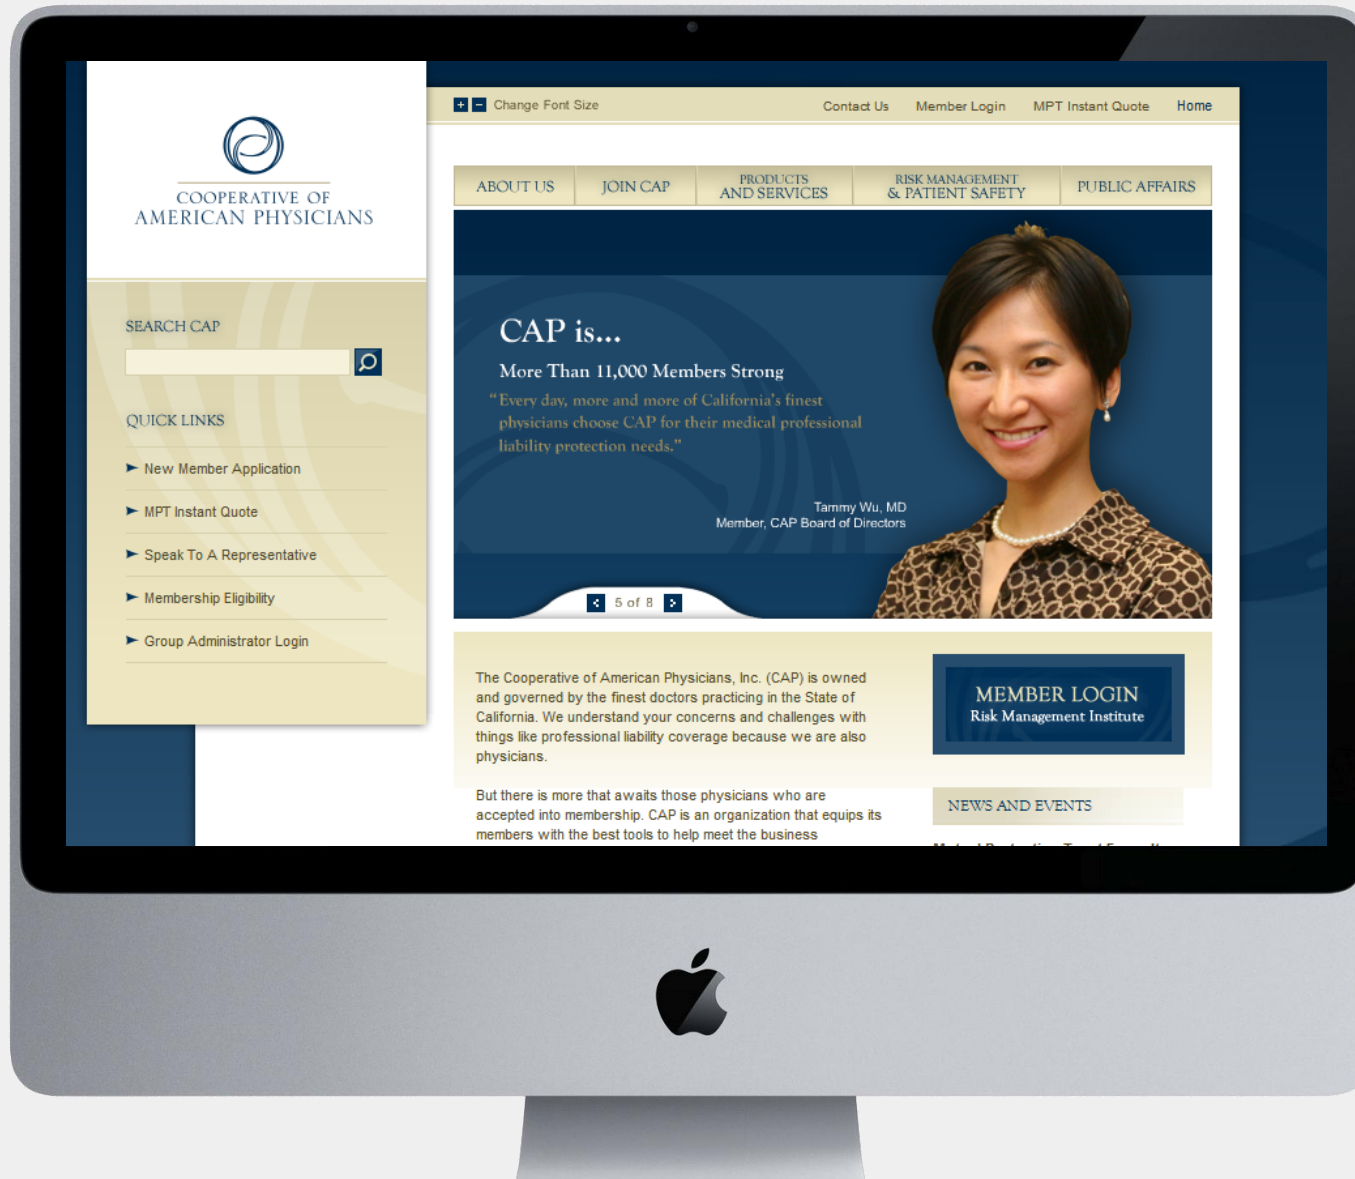 COOPERATIVE OF
AMERICAN PHYSICIANS
SEARCH CAP
QUICK LINKS
New Member Application
MPT Instant Quote
Speak To A Representative
Membership Eligibility
Group Administrator Login
+ - Change Font Size
Contact Us Member Login MPT Instant Quote Home
ABOUT US
JOIN CAP
PRODUCTS
AND SERVICES
RISK MANAGEMENT
& PATIENT SAFETY
PUBLIC AFFAIRS
CAP is...
More Than 11,000 Members Strong
“Every day, more and more of California's finest
physicians choose CAP for their medical professional
liability protection needs.”
Tammy Wu, MD
Member, CAP Board of Directors
5 of 8
The Cooperative of American Physicians, Inc. (CAP) is owned
and governed by the finest doctors practicing in the State of
California. We understand your concerns and challenges with
things like professional liability coverage because we are also
physicians.
But there is more that awaits those physicians who are
accepted into membership. CAP is an organization that equips its
members with the best tools to help meet the business
MEMBER LOGIN
Risk Management Institute
NEWS AND EVENTS